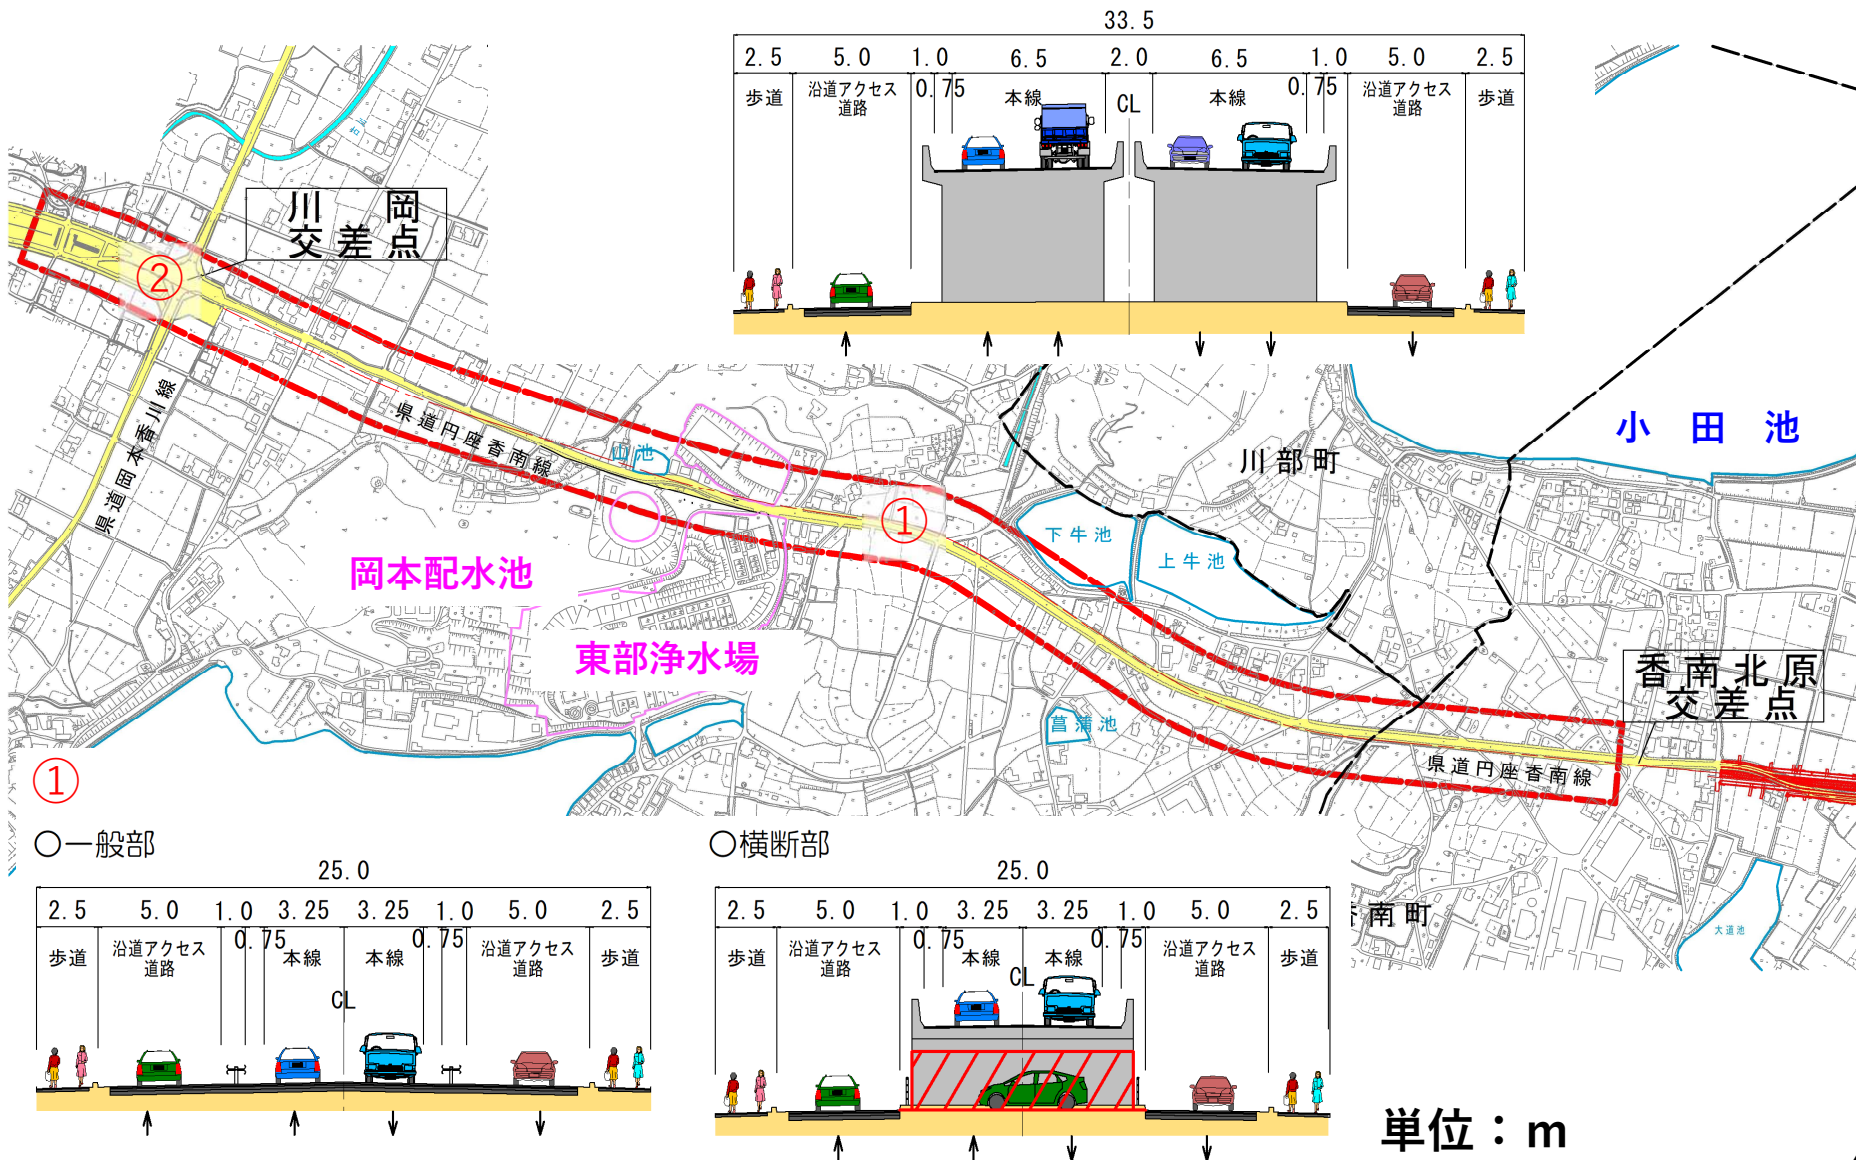 33.5
2.5 5.0 1.0 6.5 2.0 6.5 1.0 5.0 2.5
0.75 0.75
歩道 沿道アクセス 本線 CL 本線 沿道アクセス 歩道
道路 道路
川岡
交差点
②
県道岡本香川線
県道円座香南線
山池
①
川部町
小田池
下牛池
上牛池
岡本配水池
東部浄水場
菖蒲池
香南北原
交差点
県道円座香南線
南町
大道池
①
○一般部
25.0
2.5 5.0 1.0 3.25 3.25 1.0 5.0 2.5
0.75 0.75
歩道 沿道アクセス 本線 本線 沿道アクセス 歩道
道路 道路
CL
○横断部
25.0
2.5 5.0 1.0 3.25 3.25 1.0 5.0 2.5
0.75 0.75
歩道 沿道アクセス 本線 本線 沿道アクセス 歩道
道路 道路
CL
単位：m